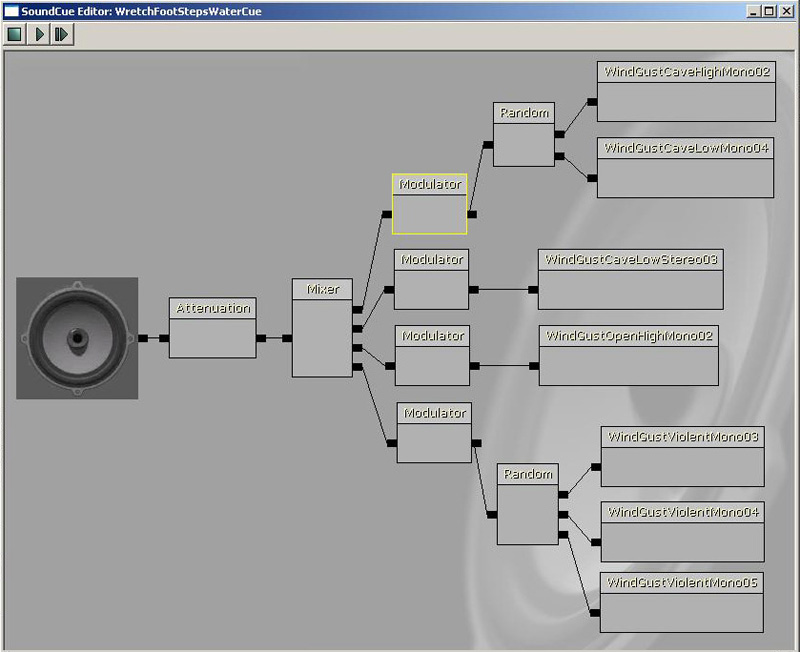 SoundCue Editor: WretchFootStepsWaterCue
WindGustCaveHighMono02
Random
WindGustCaveLowMono04
Modulator
Modulator
WindGustCaveLowStereo03
Mixer
Attenuation
Modulator
WindGustOpenHighMono02
Modulator
WindGustViolentMono03
Random
WindGustViolentMono04
WindGustViolentMono05